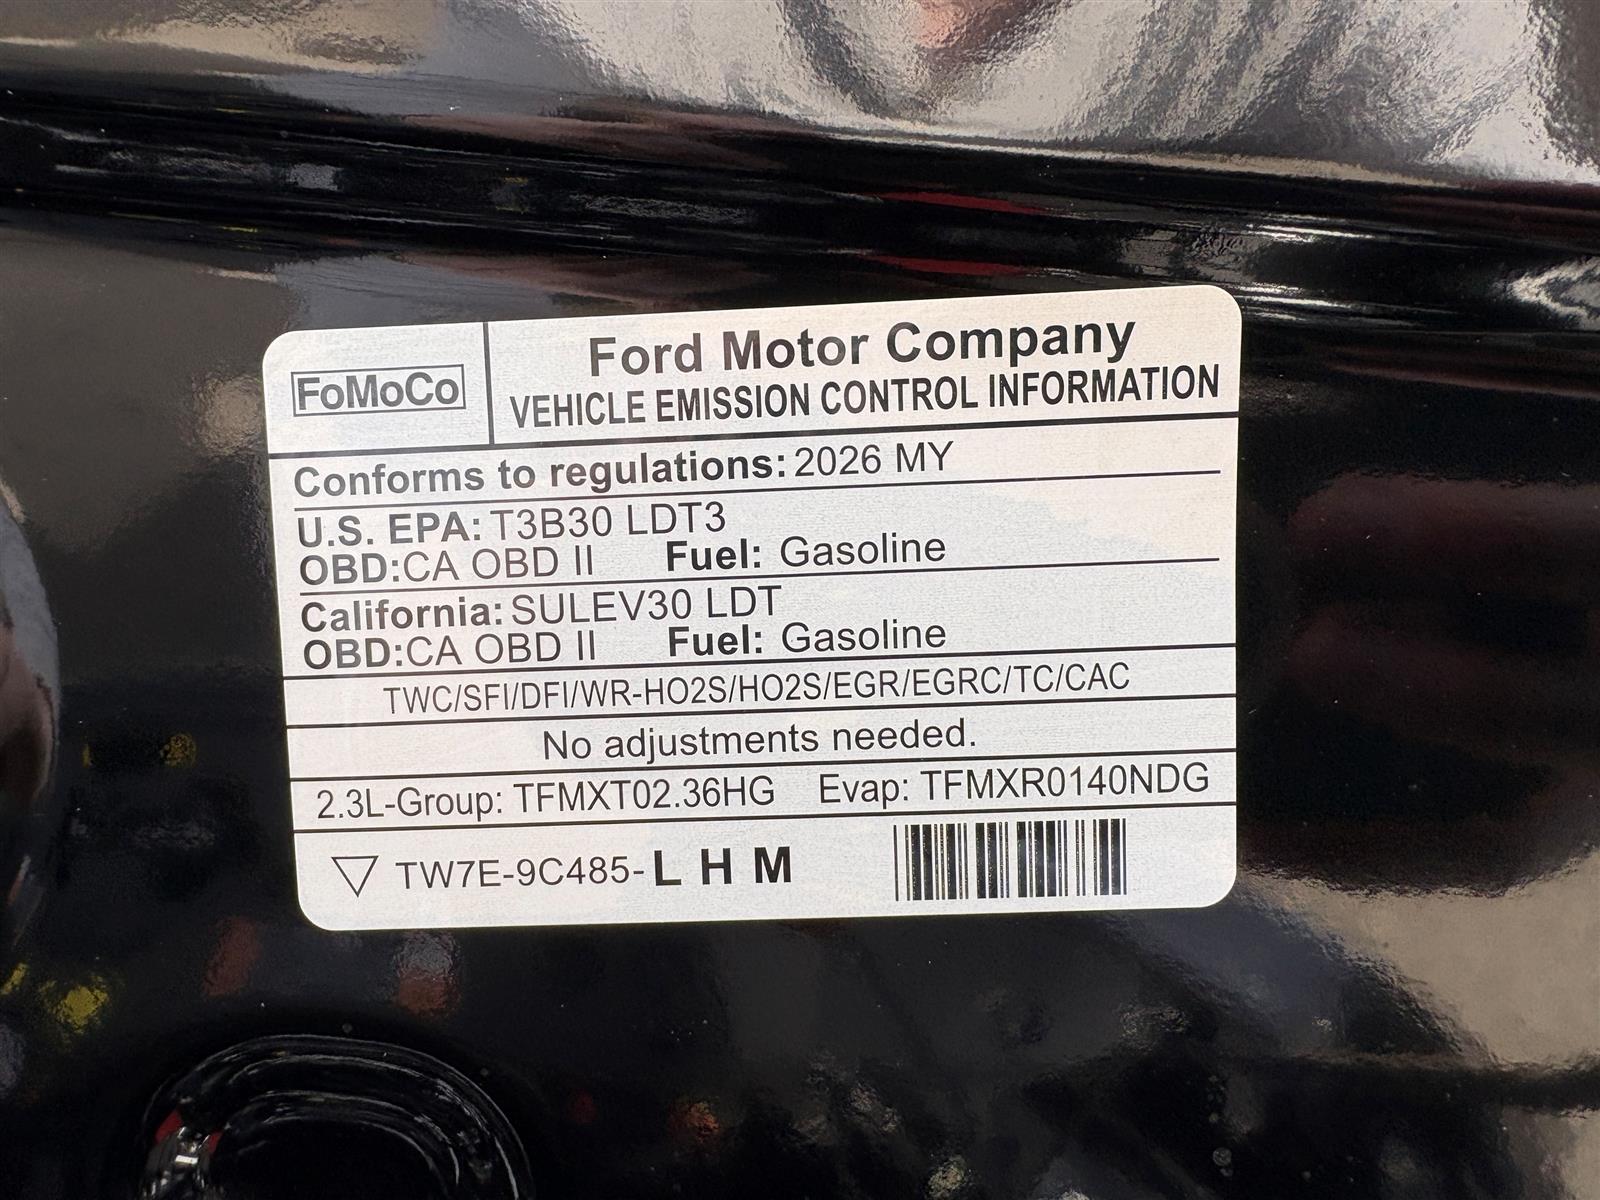 FoMoCo
Ford Motor Company
VEHICLE EMISSION CONTROL INFORMATION
Conforms to regulations: 2026 MY
U.S. EPA: T3B30 LDT3
OBD:CA OBD II Fuel: Gasoline
California: SULEV30 LDT
OBD:CA OBD II Fuel: Gasoline
TWC/SFI/DFI/WR-HO2S/HO2S/EGR/EGRC/TC/CAC
No adjustments needed.
2.3L-Group: TFMXT02.36HG Evap: TFMXR0140NDG
TW7E-9C485-L H M